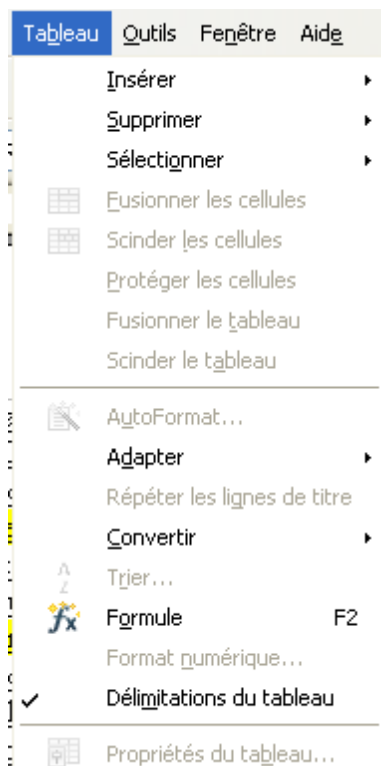 Tableau Outils Fenêtre Aide
Insérer
Supprimer
Sélectionner
Fusionner les cellules
Scinder les cellules
Protéger les cellules
Fusionner le tableau
Scinder le tableau
AutoFormat...
Adapter
Répéter les lignes de titre
Convertir
Trier...
Formule F2
Format numérique...
Délimitations du tableau
Propriétés du tableau...